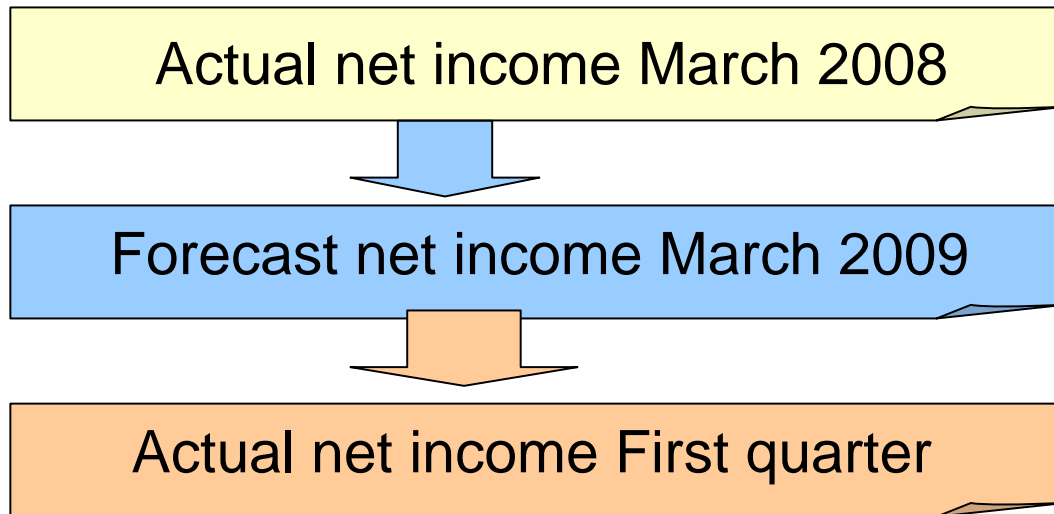 Actual net income March 2008
Forecast net income March 2009
Actual net income First quarter